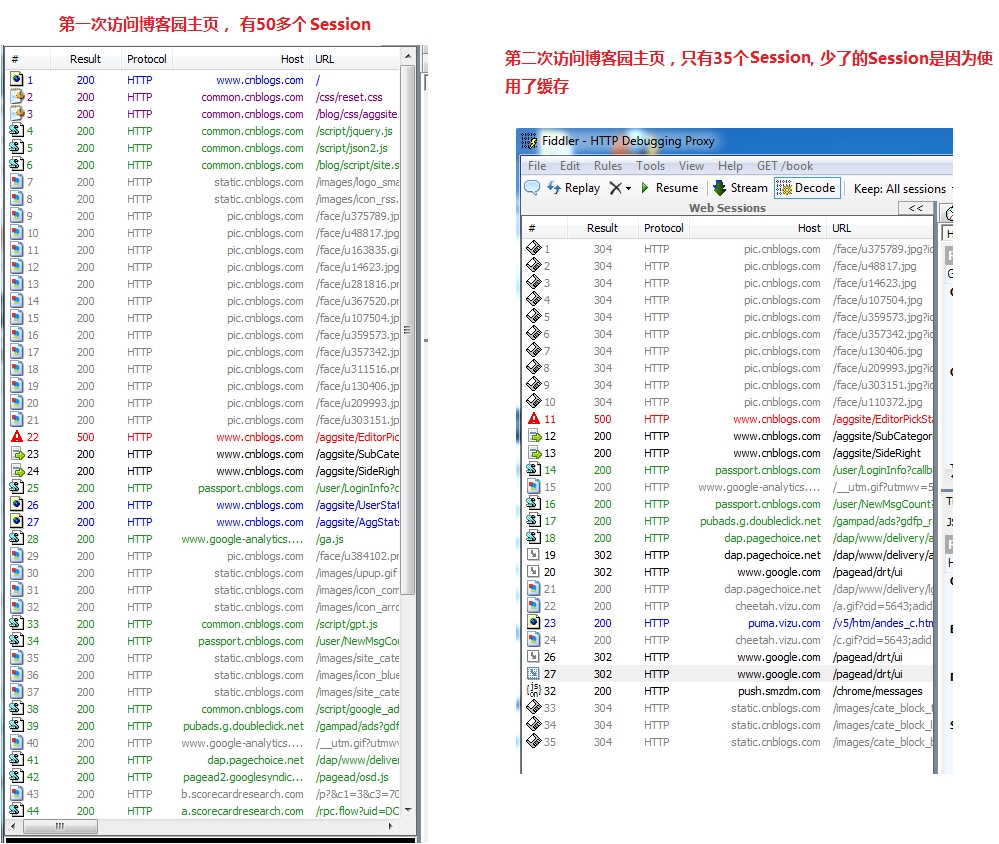 第一次访问博客园主页， 有50多个 Session
# Result Protocol Host URL
1 200 HTTP www.cnblogs.com /
2 200 HTTP common.cnblogs.com /css/reset.css
3 200 HTTP common.cnblogs.com /blog/css/aggsite
4 200 HTTP common.cnblogs.com /script/jquery.js
5 200 HTTP common.cnblogs.com /script/json2.js
6 200 HTTP common.cnblogs.com /blog/script/site.s
7 200 HTTP static.cnblogs.com /images/logo_sma
8 200 HTTP static.cnblogs.com /images/icon_rss.
9 200 HTTP pic.cnblogs.com /face/u375789.jp
10 200 HTTP pic.cnblogs.com /face/u48817.jpg
11 200 HTTP pic.cnblogs.com /face/u163835.gi
12 200 HTTP pic.cnblogs.com /face/u14623.jpg
13 200 HTTP pic.cnblogs.com /face/u281816.pr
14 200 HTTP pic.cnblogs.com /face/u367520.pr
15 200 HTTP pic.cnblogs.com /face/u107504.jp
16 200 HTTP pic.cnblogs.com /face/u359573.jp
17 200 HTTP pic.cnblogs.com /face/u357342.jp
18 200 HTTP pic.cnblogs.com /face/u311516.pr
19 200 HTTP pic.cnblogs.com /face/u130406.jp
20 200 HTTP pic.cnblogs.com /face/u209993.jp
21 200 HTTP pic.cnblogs.com /face/u303151.jp
22 500 HTTP www.cnblogs.com /aggsite/EditorPic
23 200 HTTP www.cnblogs.com /aggsite/SubCate
24 200 HTTP www.cnblogs.com /aggsite/SideRigh
25 200 HTTP passport.cnblogs.com /user/LoginInfo?c
26 200 HTTP www.cnblogs.com /aggsite/UserStat
27 200 HTTP www.cnblogs.com /aggsite/AggStats
28 200 HTTP www.google-analytics.... /ga.js
29 200 HTTP pic.cnblogs.com /face/u384102.pr
30 200 HTTP static.cnblogs.com /images/upup.gif
31 200 HTTP static.cnblogs.com /images/icon_com
32 200 HTTP static.cnblogs.com /images/icon_arro
33 200 HTTP common.cnblogs.com /script/gpt.js
34 200 HTTP passport.cnblogs.com /user/NewMsgCou
35 200 HTTP static.cnblogs.com /images/site_cate
36 200 HTTP static.cnblogs.com /images/icon_blue
37 200 HTTP static.cnblogs.com /images/site_cate
38 200 HTTP common.cnblogs.com /script/google_ad
39 200 HTTP pubads.g.doubleclick.net /gampad/ads?gdf
40 200 HTTP www.google-analytics.... /__utm.gif?utmwv
41 200 HTTP dap.pagechoice.net /dap/www/deliver
42 200 HTTP pagead2.googlesyndic... /pagead/osd.js
43 200 HTTP b.scorecardresearch.com /p?&c1=3&c3=70
44 200 HTTP a.scorecardresearch.com /rpc.flow?uid=DC
第二次访问博客园主页，只有35个Session, 少了的Session是因为使
用了缓存
Fiddler - HTTP Debugging Proxy
File Edit Rules Tools View Help GET /book
Replay Resume Stream Decode Keep: All sessions
Web Sessions <<
# Result Protocol Host URL
1 304 HTTP pic.cnblogs.com /face/u375789.jpg?id
2 304 HTTP pic.cnblogs.com /face/u48817.jpg
3 304 HTTP pic.cnblogs.com /face/u14623.jpg
4 304 HTTP pic.cnblogs.com /face/u107504.jpg
5 304 HTTP pic.cnblogs.com /face/u359573.jpg?id
6 304 HTTP pic.cnblogs.com /face/u357342.jpg?id
7 304 HTTP pic.cnblogs.com /face/u130406.jpg
8 304 HTTP pic.cnblogs.com /face/u209993.jpg?id
9 304 HTTP pic.cnblogs.com /face/u303151.jpg?id
10 304 HTTP pic.cnblogs.com /face/u110372.jpg
11 500 HTTP www.cnblogs.com /aggsite/EditorPickSta
12 200 HTTP www.cnblogs.com /aggsite/SubCategor
13 200 HTTP www.cnblogs.com /aggsite/SideRight
14 200 HTTP passport.cnblogs.com /user/LoginInfo?callb
15 200 HTTP www.google-analytics.... /__utm.gif?utmwv=5
16 200 HTTP passport.cnblogs.com /user/NewMsgCount?
17 200 HTTP pubads.g.doubleclick.net /gampad/ads?gdfp_r
18 200 HTTP dap.pagechoice.net /dap/www/delivery/a
19 302 HTTP dap.pagechoice.net /dap/www/delivery/a
20 302 HTTP www.google.com /pagead/drt/ui
21 200 HTTP dap.pagechoice.net /dap/www/delivery/lg
22 200 HTTP cheetah.vizu.com /a.gif?cid=5643;adid
23 200 HTTP puma.vizu.com /v5/htm/andes_c.htm
24 200 HTTP cheetah.vizu.com /c.gif?cid=5643;adid
26 302 HTTP www.google.com /pagead/drt/ui
27 302 HTTP www.google.com /pagead/drt/ui
32 200 HTTP push.smzdm.com /chrome/messages
33 304 HTTP static.cnblogs.com /images/cate_block_
34 304 HTTP static.cnblogs.com /images/cate_block_
35 304 HTTP static.cnblogs.com /images/cate_block_b